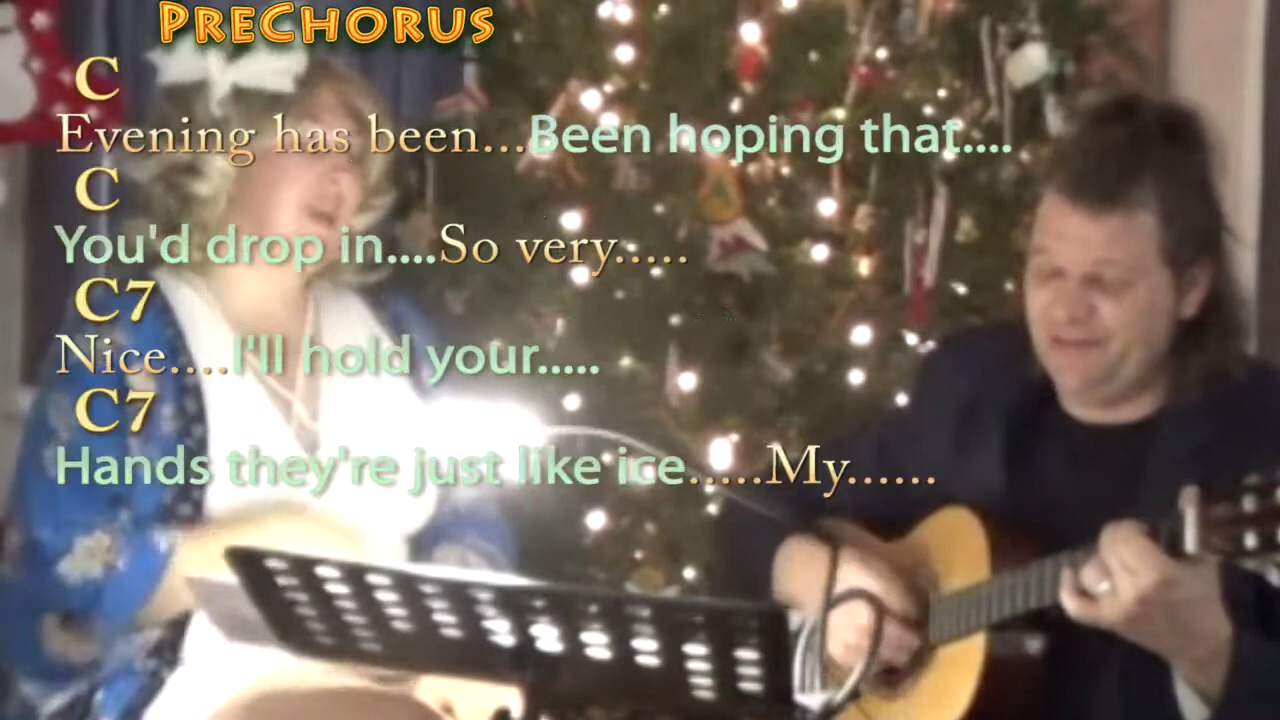 PreChorus
C
Evening has been...Been hoping that....
C
You'd drop in....So very.....
C7
Nice....I'll hold your.....
C7
Hands they're just like ice.....My......